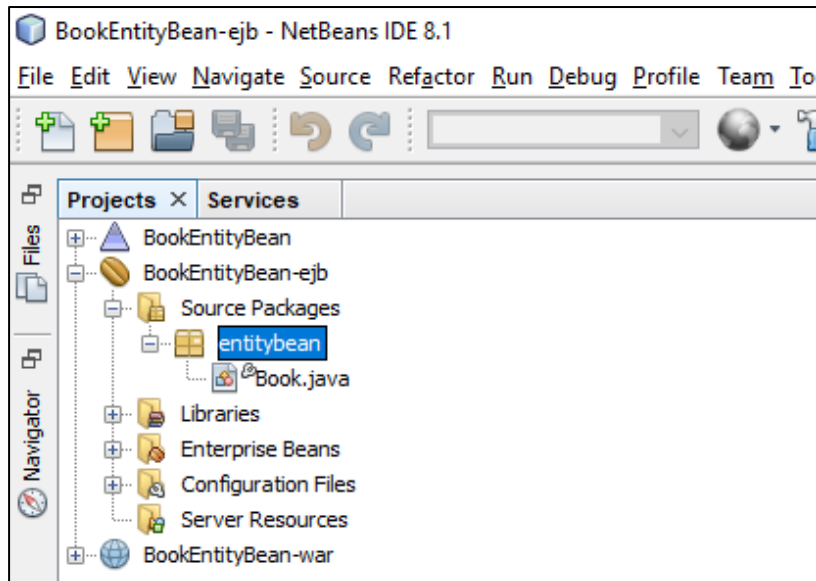 BookEntityBean-ejb - NetBeans IDE 8.1
File Edit View Navigate Source Refactor Run Debug Profile Team To
Projects × Services
Files
Navigator
BookEntityBean
BookEntityBean-ejb
Source Packages
entitybean
Book.java
Libraries
Enterprise Beans
Configuration Files
Server Resources
BookEntityBean-war